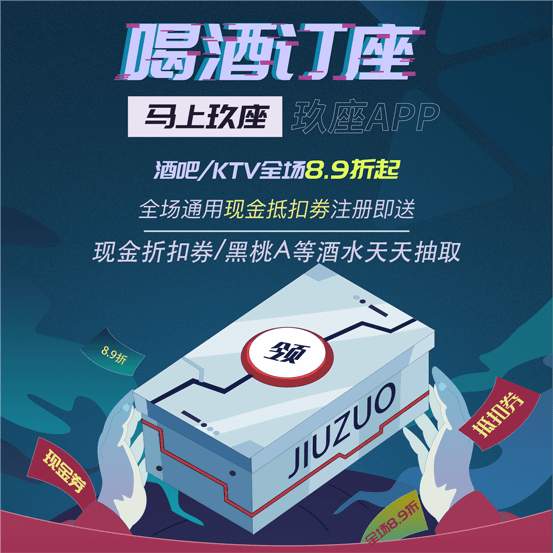 喝酒订座
马上玖座 玖座APP
酒吧/KTV全场8.9折起
全场通用现金抵扣券注册即送
现金折扣券/黑桃A等酒水天天抽取
领
8.9折
JIUZUO
抵扣券
现金券
全场8.9折